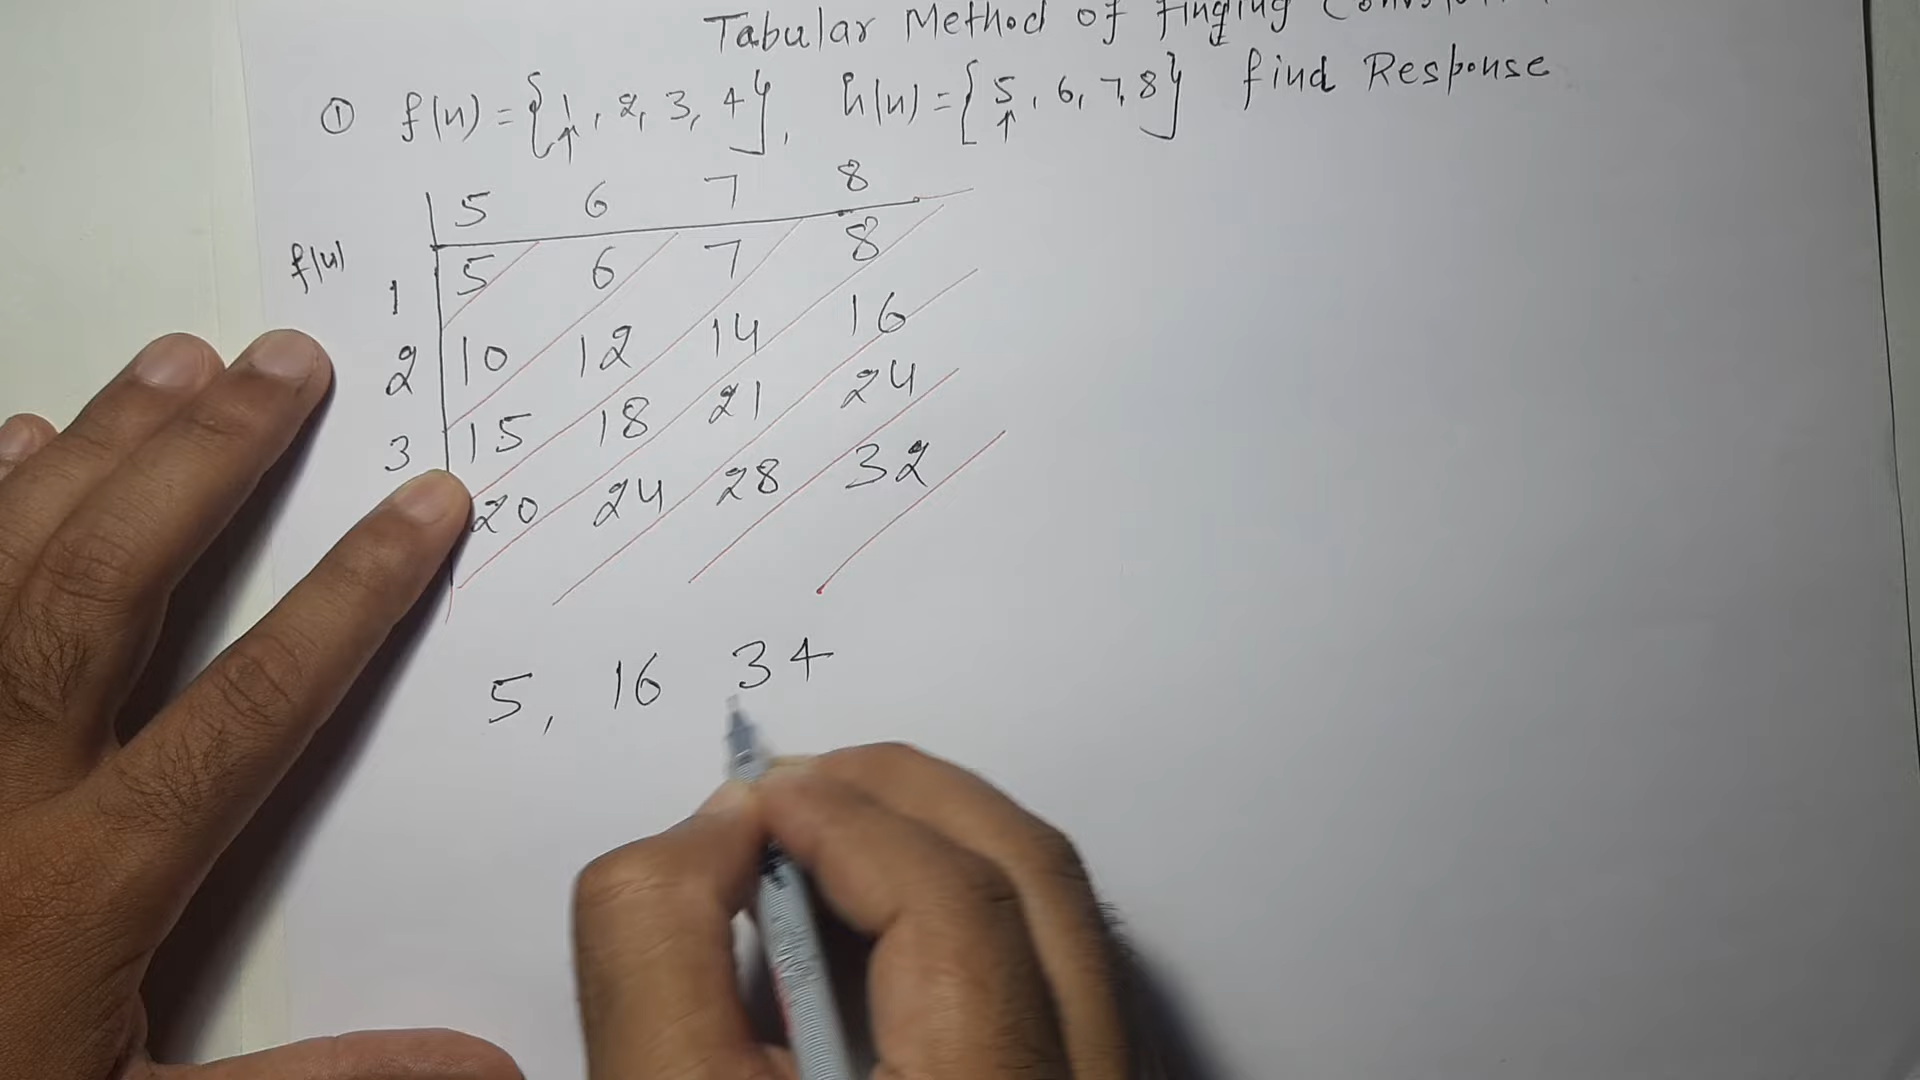 Tabular Method of Finding
① f(n) = {1, 2, 3, 4}, h(n) = {5, 6, 7, 8} find Response
↑ ↑
5 6 7 8
f(n)
1 5 6 7 8
2 10 12 14 16
3 15 18 21 24
20 24 28 32
5, 16 34